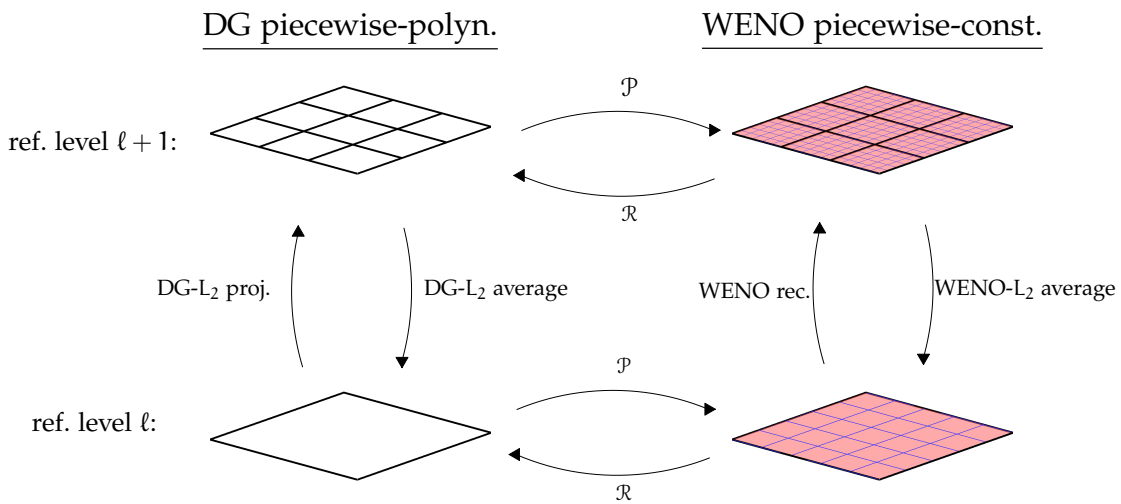 DG piecewise-polyn. WENO piecewise-const.
𝒫
ref. level ℓ + 1:
ℛ
DG-L₂ proj. DG-L₂ average WENO rec. WENO-L₂ average
𝒫
ref. level ℓ:
ℛ